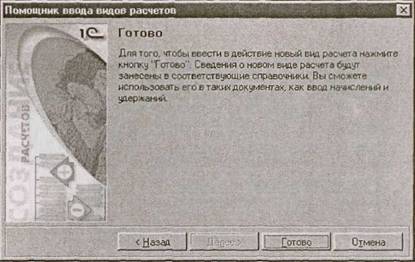 Помощник ввода видов расчетов
1С
Готово
Для того, чтобы ввести в действие новый вид расчета нажмите
кнопку "Готово". Сведения о новом виде расчета будут
занесены в соответствующие справочники. Вы сможете
использовать его в таких документах, как ввод начислений и
удержаний.
СОЗДАНИЕ
РАСЧЕТОВ
< Назад
Далее >
Готово
Отмена